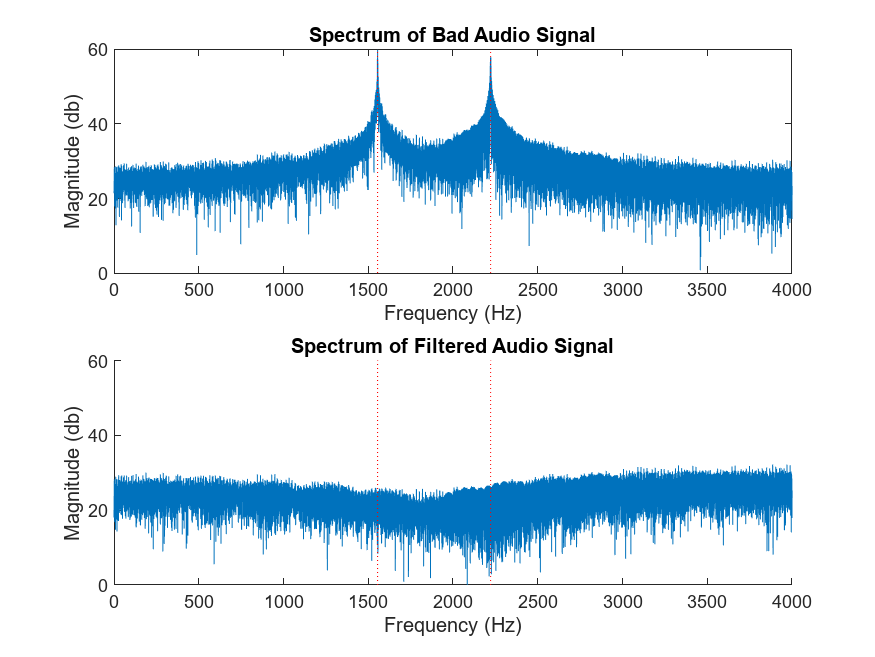 Spectrum of Bad Audio Signal
60
40
20
0
Magnitude (db)
0 500 1000 1500 2000 2500 3000 3500 4000
Frequency (Hz)
Spectrum of Filtered Audio Signal
60
40
20
0
Magnitude (db)
0 500 1000 1500 2000 2500 3000 3500 4000
Frequency (Hz)